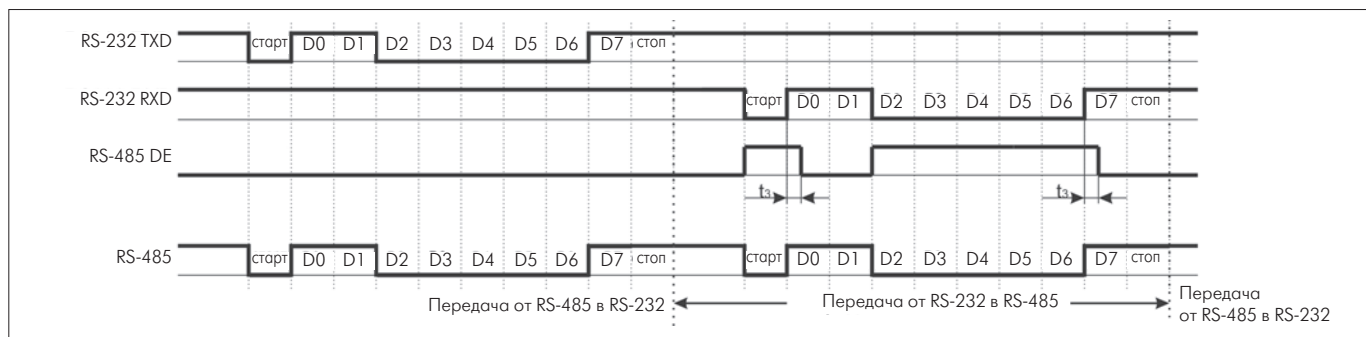 RS-232 TXD старт D0 D1 D2 D3 D4 D5 D6 D7 стоп
RS-232 RXD старт D0 D1 D2 D3 D4 D5 D6 D7 стоп
RS-485 DE
tз tз
RS-485 старт D0 D1 D2 D3 D4 D5 D6 D7 стоп старт D0 D1 D2 D3 D4 D5 D6 D7 стоп
Передача от RS-485 в RS-232 Передача от RS-232 в RS-485 Передача
от RS-485 в RS-232